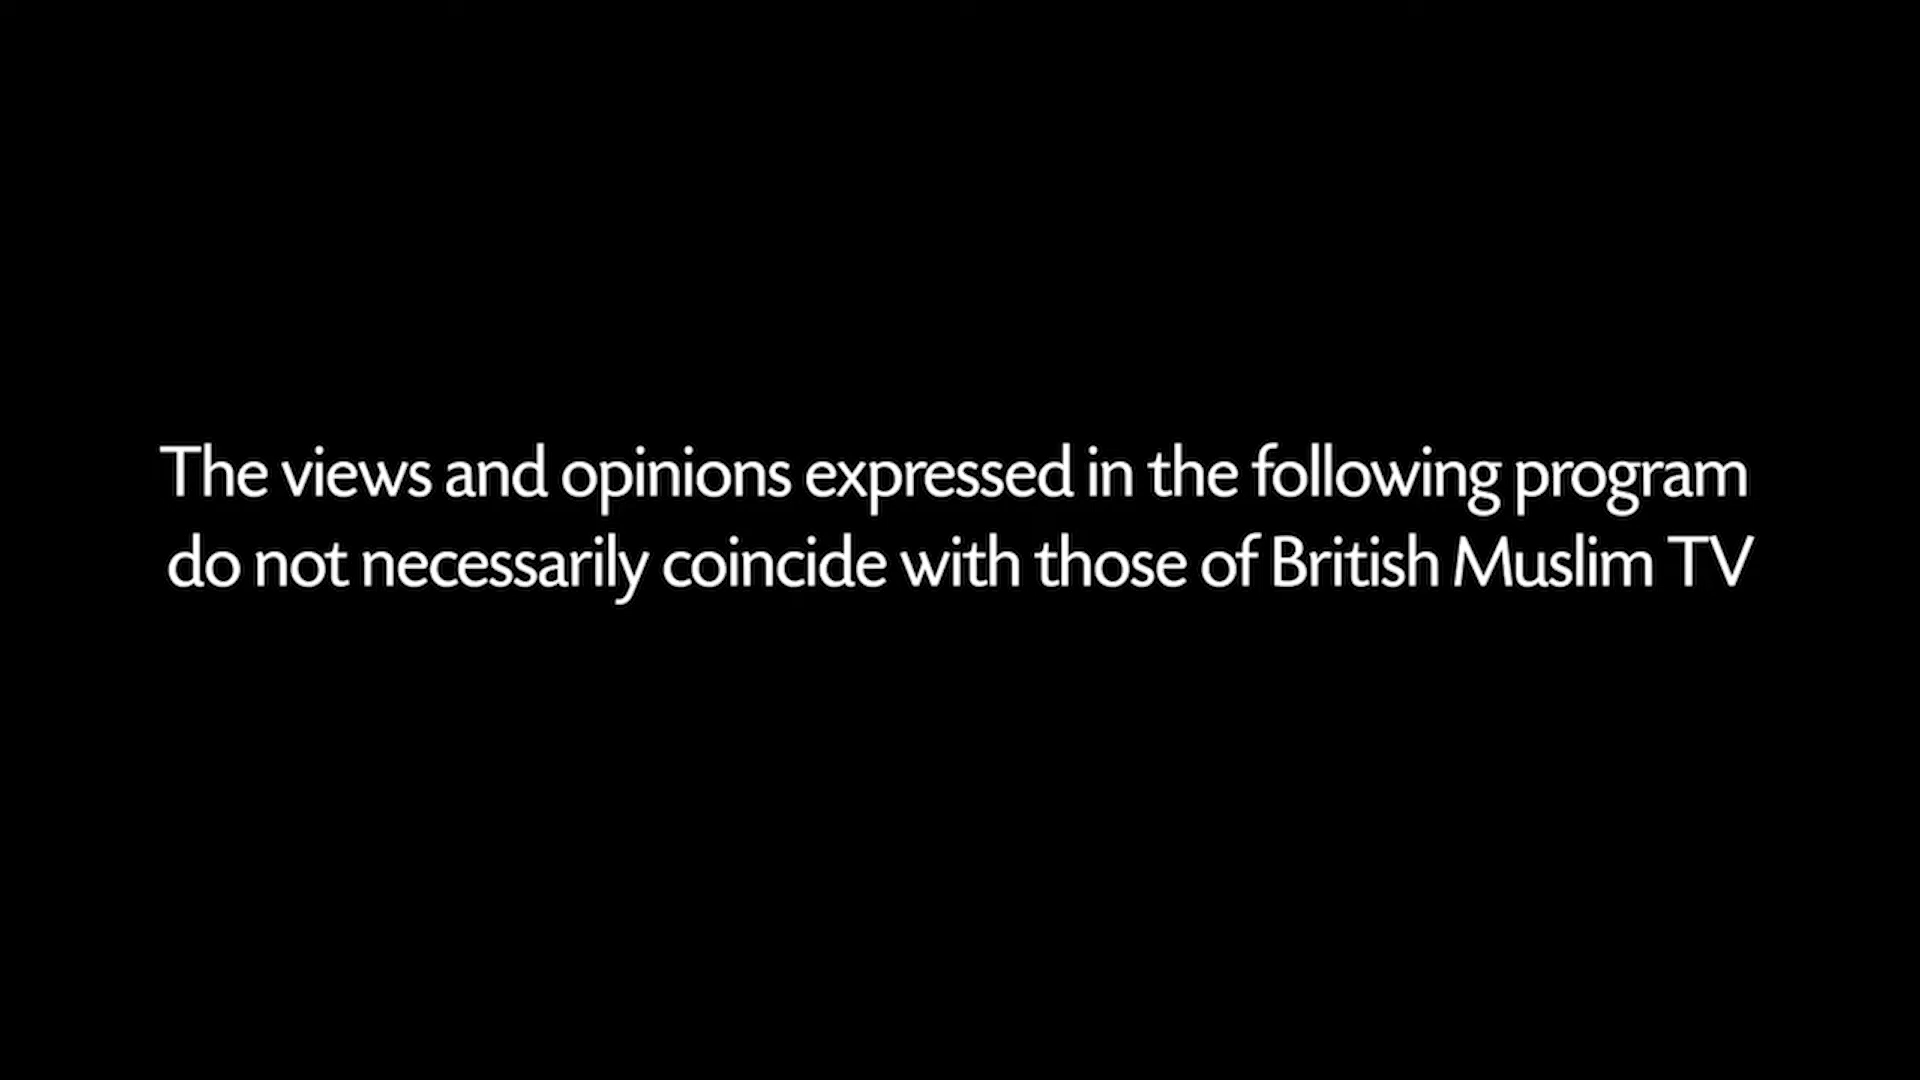 The views and opinions expressed in the following program
do not necessarily coincide with those of British Muslim TV